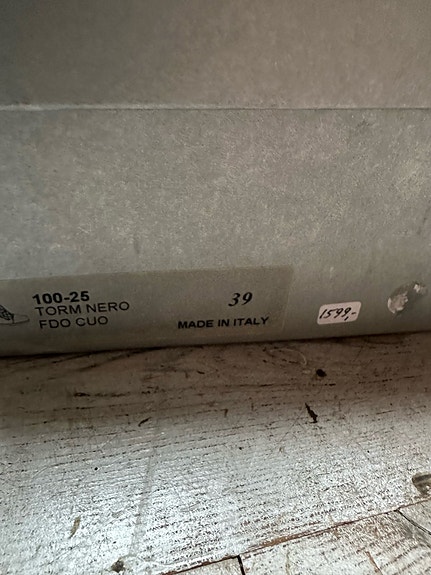 100-25
TORM NERO
FDO CUO
39
MADE IN ITALY
1599,-